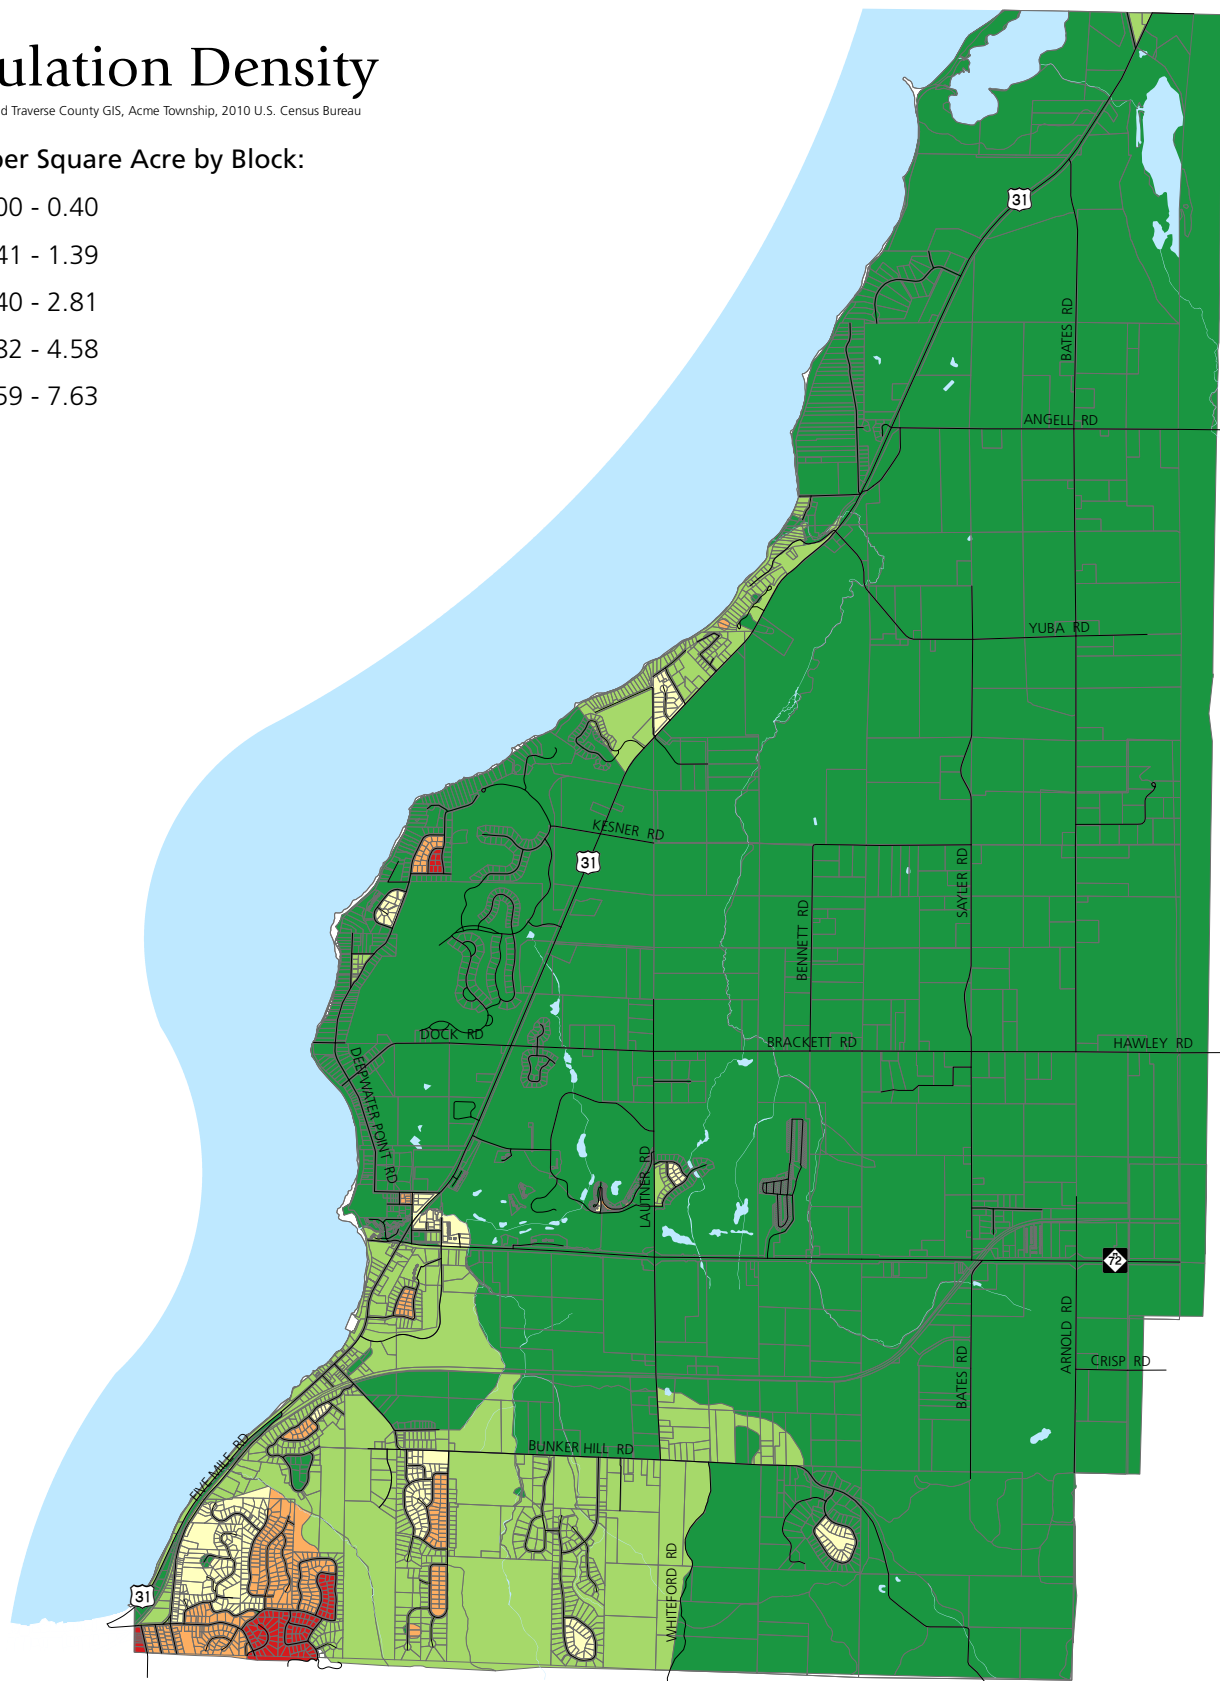 ulation Density
d Traverse County GIS, Acme Township, 2010 U.S. Census Bureau
per Square Acre by Block:
00 - 0.40
41 - 1.39
40 - 2.81
82 - 4.58
59 - 7.63
31
BATES RD
ANGELL RD
YUBA RD
KESNER RD
31
SAYLER RD
BENNETT RD
DOCK RD
BRACKETT RD
HAWLEY RD
DEEPWATER POINT RD
LAUTNER RD
M 72
ARNOLD RD
CRISP RD
BATES RD
BUNKER HILL RD
FIVE MILE RD
WHITEFORD RD
31